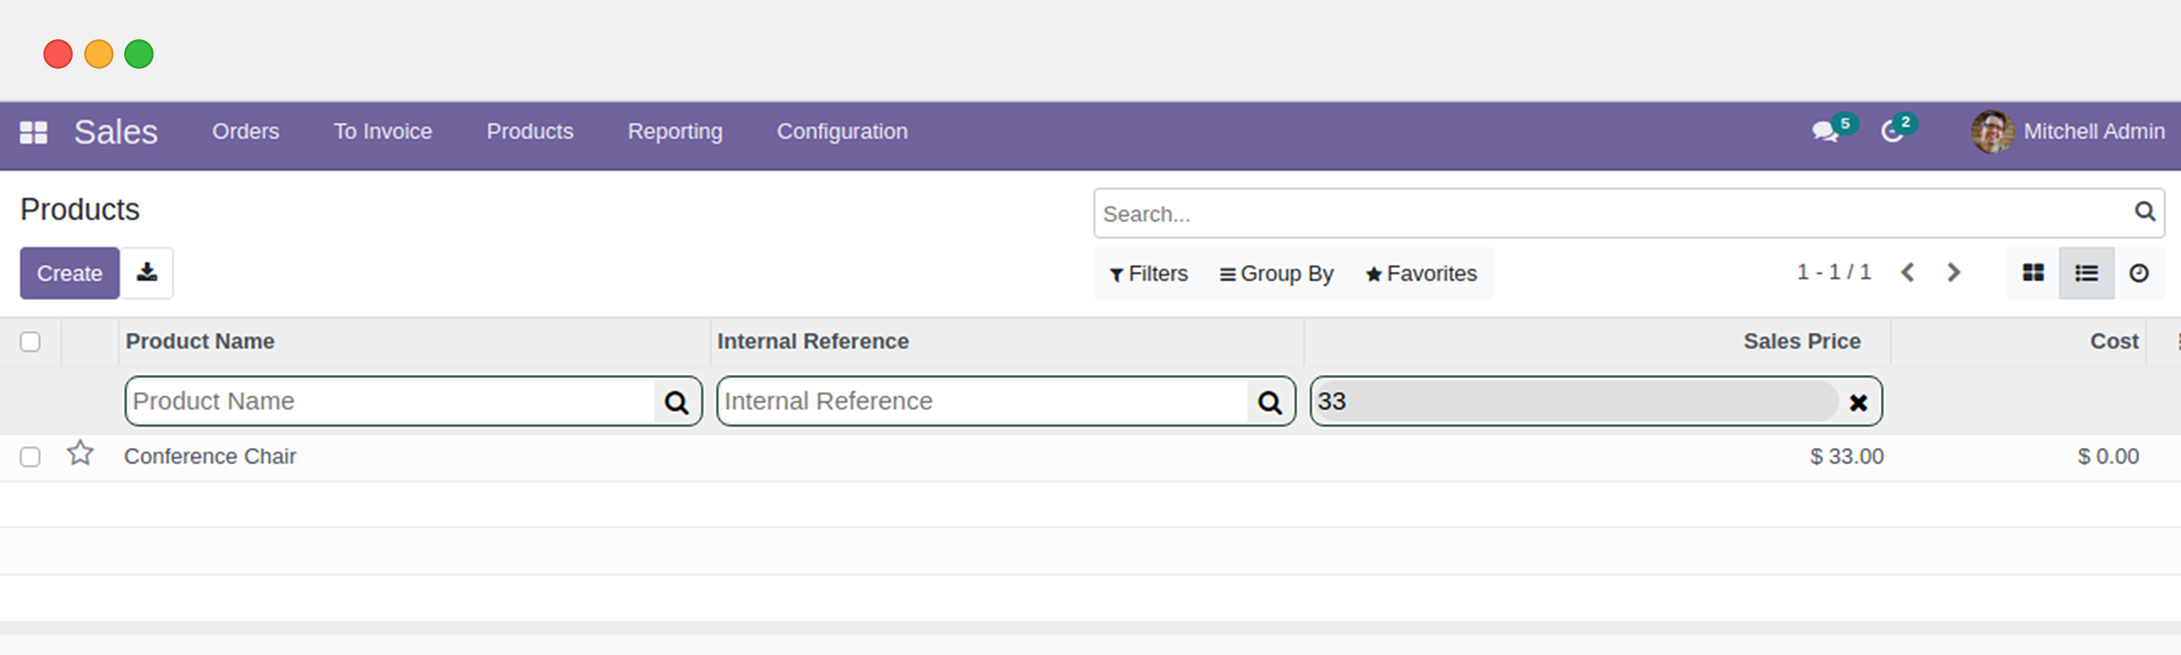 Sales Orders To Invoice Products Reporting Configuration 5 2 Mitchell Admin
Products Search...
Create Filters Group By Favorites 1 - 1 / 1
Product Name Internal Reference Sales Price Cost
Product Name Internal Reference 33
Conference Chair $ 33.00 $ 0.00